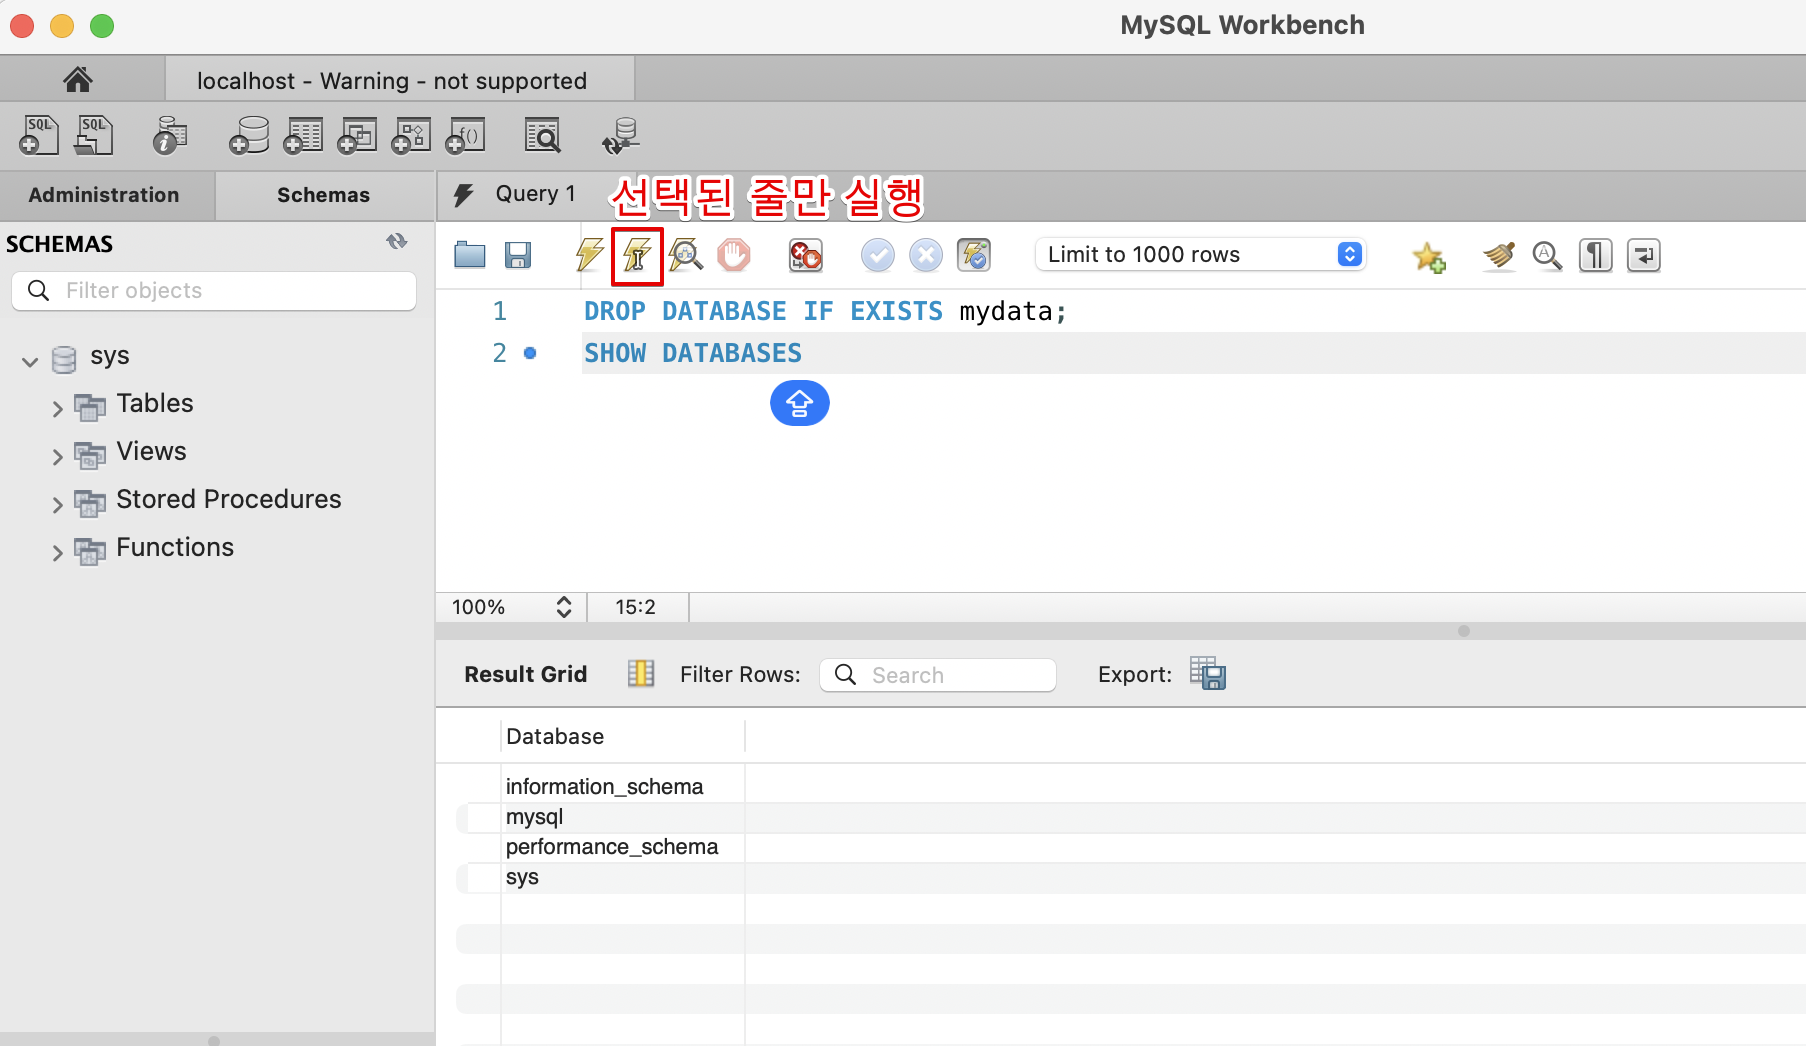 MySQL Workbench
localhost - Warning - not supported
SQL SQL
Administration Schemas Query 1 선택된 줄만 실행
SCHEMAS
Filter objects
Limit to 1000 rows
1 DROP DATABASE IF EXISTS mydata;
2 SHOW DATABASES
sys
Tables
Views
Stored Procedures
Functions
100% 15:2
Result Grid Filter Rows: Search Export:
Database
information_schema
mysql
performance_schema
sys